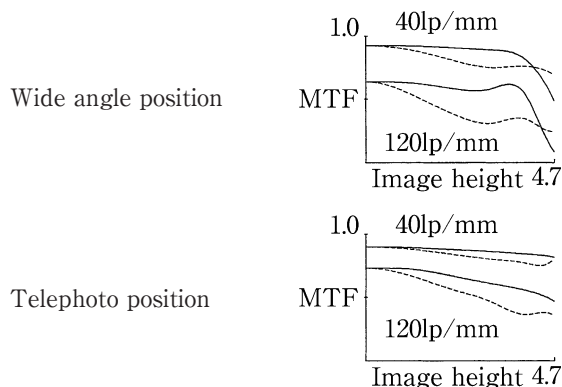 1.0
40lp/mm
Wide angle position
MTF
120lp/mm
Image height 4.7
1.0
40lp/mm
Telephoto position
MTF
120lp/mm
Image height 4.7